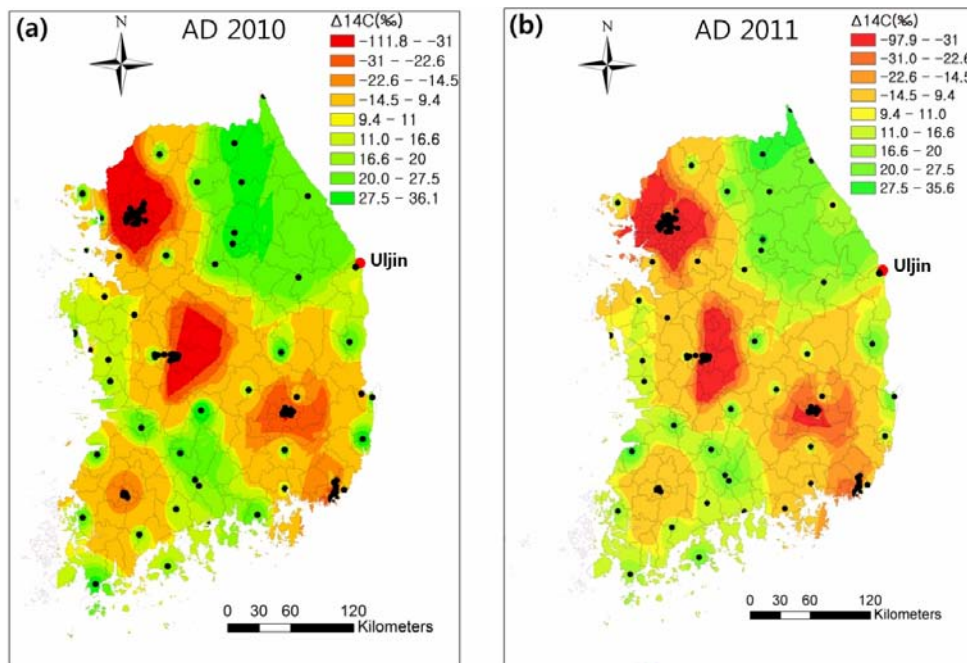 (a)
N
AD 2010
Δ14C(‰)
-111.8 - -31
-31 - -22.6
-22.6 - -14.5
-14.5 - 9.4
9.4 - 11
11.0 - 16.6
16.6 - 20
20.0 - 27.5
27.5 - 36.1
Uljin
0 30 60 120
Kilometers
(b)
N
AD 2011
Δ14C(‰)
-97.9 - -31
-31.0 - -22.6
-22.6 - -14.5
-14.5 - 9.4
9.4 - 11.0
11.0 - 16.6
16.6 - 20
20.0 - 27.5
27.5 - 35.6
Uljin
0 30 60 120
Kilometers